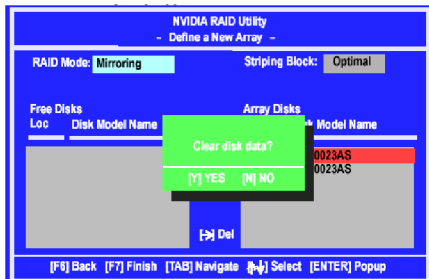 NVIDIA RAID Utility
- Define a New Array -
RAID Mode: Mirroring
Striping Block: Optimal
Free Disks
Array Disks
Loc Disk Model Name
Model Name
Clear disk data?
[Y] YES [N] NO
0023AS
0023AS
[→] Del
[F6] Back [F7] Finish [TAB] Navigate [↑↓] Select [ENTER] Popup